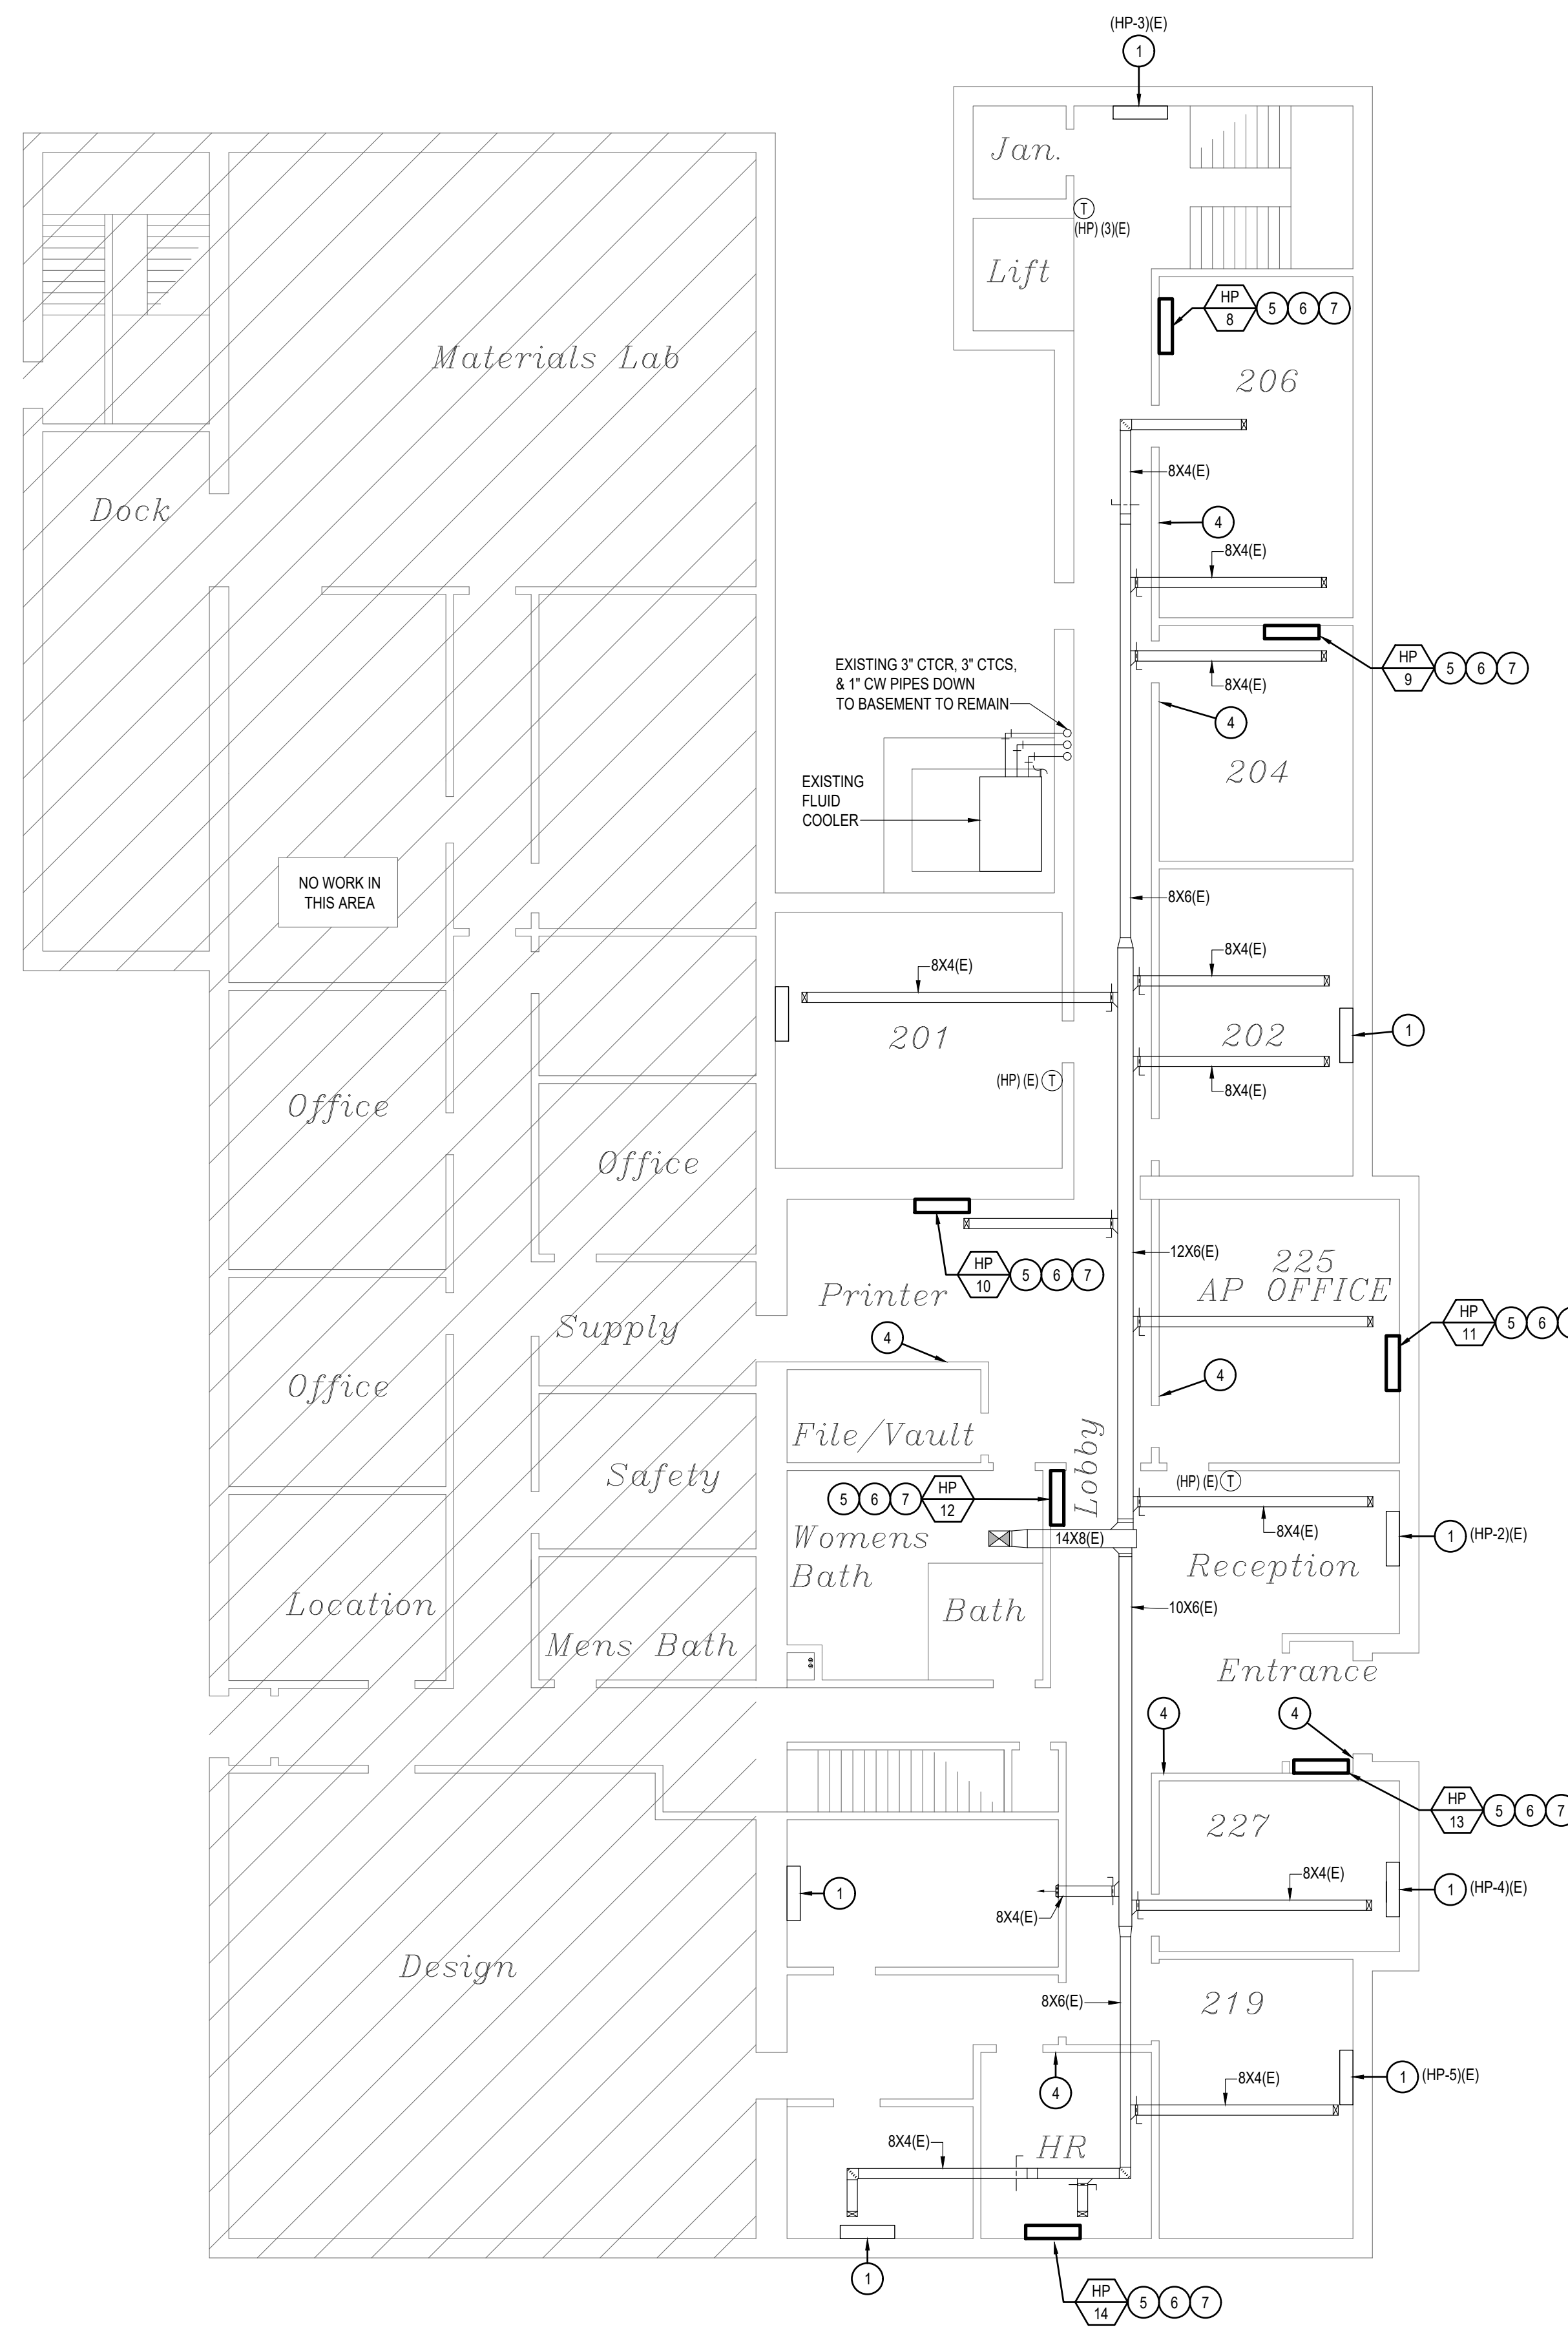 (HP-3)(E)
1
Jan.
T
(HP) (3)(E)
Lift
HP
8
5 6 7
Materials Lab
206
8X4(E)
Dock
4
8X4(E)
EXISTING 3" CTCR, 3" CTCS,
& 1" CW PIPES DOWN
TO BASEMENT TO REMAIN
HP
9
5 6 7
8X4(E)
4
204
EXISTING
FLUID
COOLER
NO WORK IN
THIS AREA
8X6(E)
8X4(E)
8X4(E)
201
202
1
(HP) (E) T
8X4(E)
Office
Office
12X6(E)
225
AP OFFICE
HP
10
5 6 7
Printer
HP
11
5 6
Supply
4
4
Office
File/Vault
Lobby
Safety
(HP) (E) T
5 6 7
HP
12
8X4(E)
14X8(E)
1 (HP-2)(E)
Womens
Bath
Reception
Location
Bath
10X6(E)
Mens Bath
Entrance
4
4
HP
13
5 6 7
227
8X4(E)
1
1 (HP-4)(E)
8X4(E)
Design
8X6(E)
219
4
8X4(E)
1 (HP-5)(E)
8X4(E)
HR
1
HP
14
5 6 7